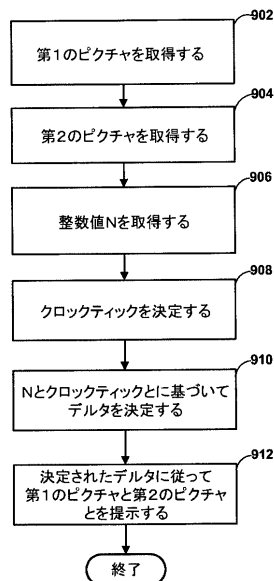 902
第1のピクチャを取得する
904
第2のピクチャを取得する
906
整数値Nを取得する
908
クロックティックを決定する
910
Nとクロックティックとに基づいて
デルタを決定する
912
決定されたデルタに従って
第1のピクチャと第2のピクチャ
とを提示する
終了